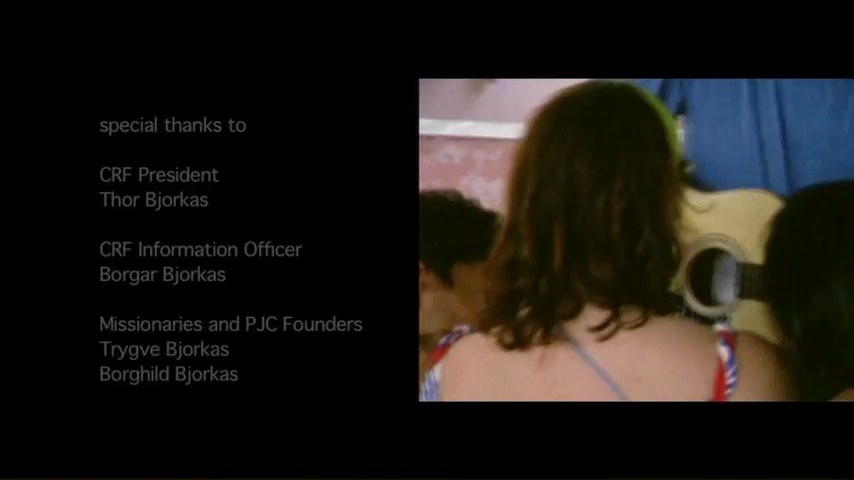 special thanks to
CRF President
Thor Bjorkas
CRF Information Officer
Borgar Bjorkas
Missionaries and PJC Founders
Trygve Bjorkas
Borghild Bjorkas